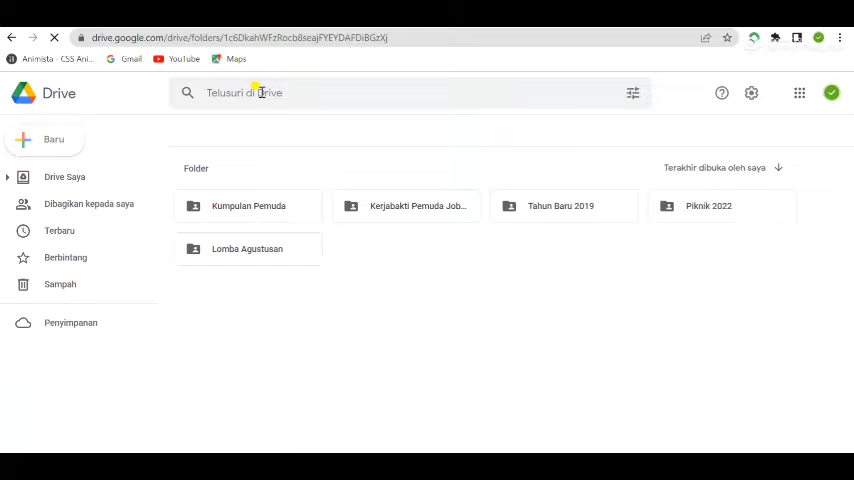 drive.google.com/drive/folders/1c6DkahWFzRocb8seajFYEYDAFDiBGzXj
Animista - CSS Ani...
Gmail
YouTube
Maps
Drive
Telusuri di Drive
Baru
Drive Saya
Dibagikan kepada saya
Terbaru
Berbintang
Sampah
Penyimpanan
Folder
Terakhir dibuka oleh saya
Kumpulan Pemuda
Kerjabakti Pemuda Job...
Tahun Baru 2019
Piknik 2022
Lomba Agustusan